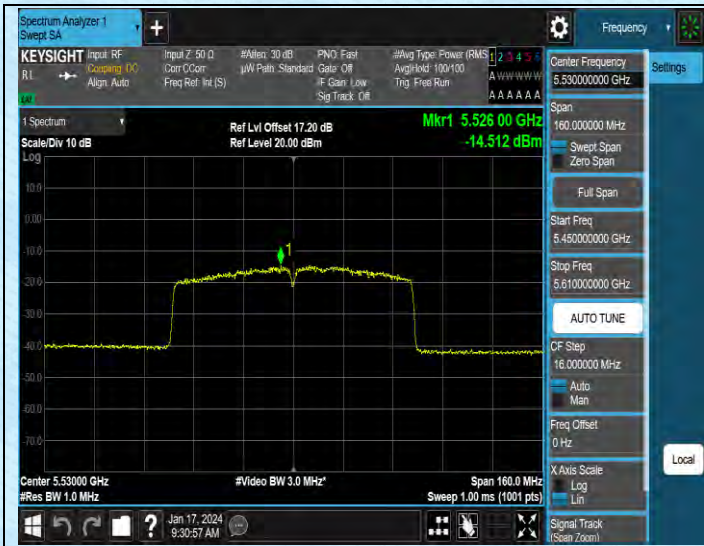 Spectrum Analyzer 1
Swept SA
+
Frequency
KEYSIGHT
RL
Input: RF
Coupling: DC
Align: Auto
Input Z: 50 Ω
Corr CCorr
Freq Ref: Int (S)
#Atten: 30 dB
µW Path: Standard
PNO: Fast
Gate: Off
IF Gain: Low
Sig Track: Off
#Avg Type: Power (RMS
Avg|Hold: 100/100
Trig: Free Run
1 2 3 4 5 6
A W W W W W
A A A A A A
1 Spectrum
Scale/Div 10 dB
Log
Ref Lvl Offset 17.20 dB
Ref Level 20.00 dBm
Mkr1 5.526 00 GHz
-14.512 dBm
10.0
0.00
-10.0
-20.0
-30.0
-40.0
-50.0
-60.0
-70.0
1
Center 5.53000 GHz
#Res BW 1.0 MHz
#Video BW 3.0 MHz*
Span 160.0 MHz
Sweep 1.00 ms (1001 pts)
Center Frequency
5.530000000 GHz
Settings
Span
160.000000 MHz
Swept Span
Zero Span
Full Span
Start Freq
5.450000000 GHz
Stop Freq
5.610000000 GHz
AUTO TUNE
CF Step
16.000000 MHz
Auto
Man
Freq Offset
0 Hz
X Axis Scale
Log
Lin
Local
Signal Track
(Span Zoom)
?
Jan 17, 2024
9:30:57 AM